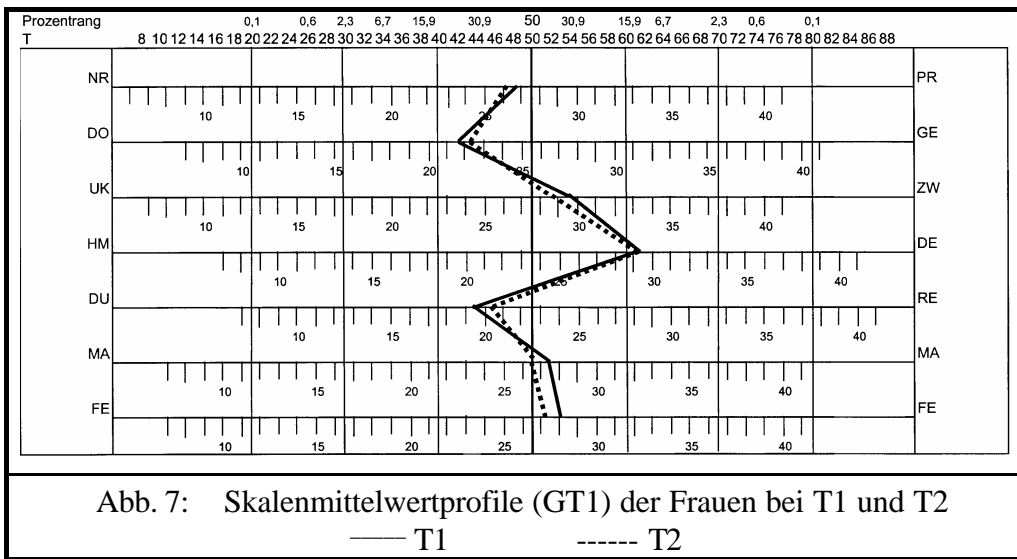 Prozentrang 0,1 0,6 2,3 6,7 15,9 30,9 50 30,9 15,9 6,7 2,3 0,6 0,1
T 8 10 12 14 16 18 20 22 24 26 28 30 32 34 36 38 40 42 44 46 48 50 52 54 56 58 60 62 64 66 68 70 72 74 76 78 80 82 84 86 88
NR PR
10 15 20 25 30 35 40
DO GE
10 15 20 25 30 35 40
UK ZW
10 15 20 25 30 35 40
HM DE
10 15 20 25 30 35 40
DU RE
10 15 20 25 30 35 40
MA MA
10 15 20 25 30 35 40
FE FE
10 15 20 25 30 35 40
Abb. 7: Skalenmittelwertprofile (GT1) der Frauen bei T1 und T2
—— T1 ------ T2